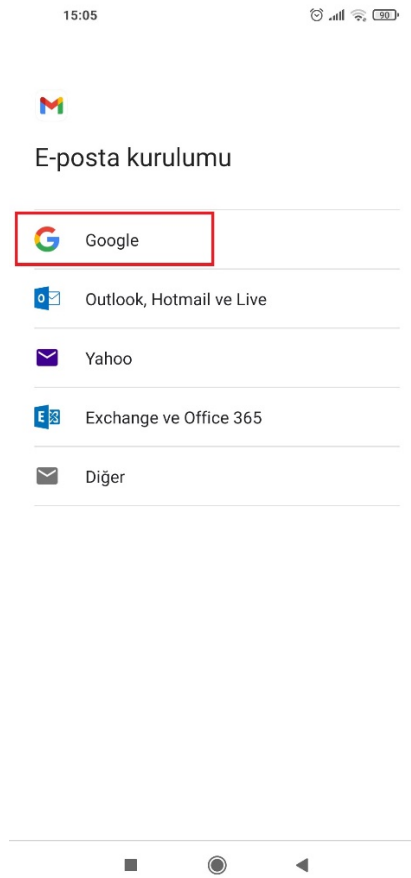 15:05
90
E-posta kurulumu
Google
Outlook, Hotmail ve Live
Yahoo
Exchange ve Office 365
Diğer